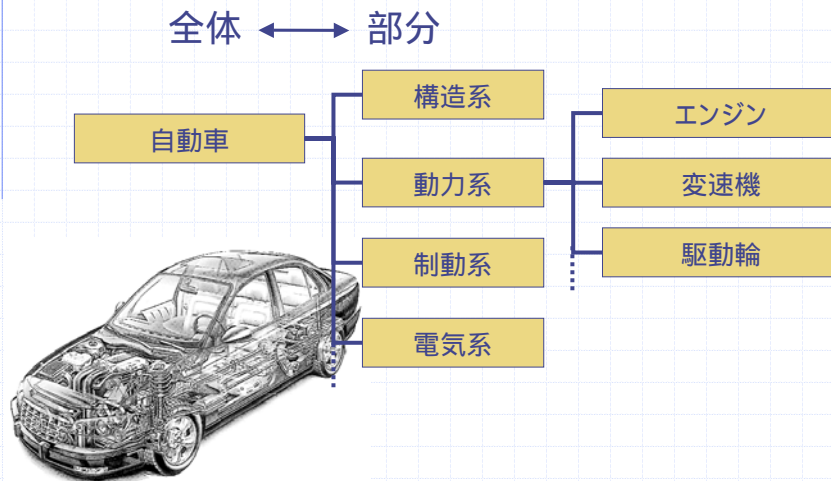 全体 ⟷ 部分
自動車
構造系
動力系
制動系
電気系
エンジン
変速機
駆動輪